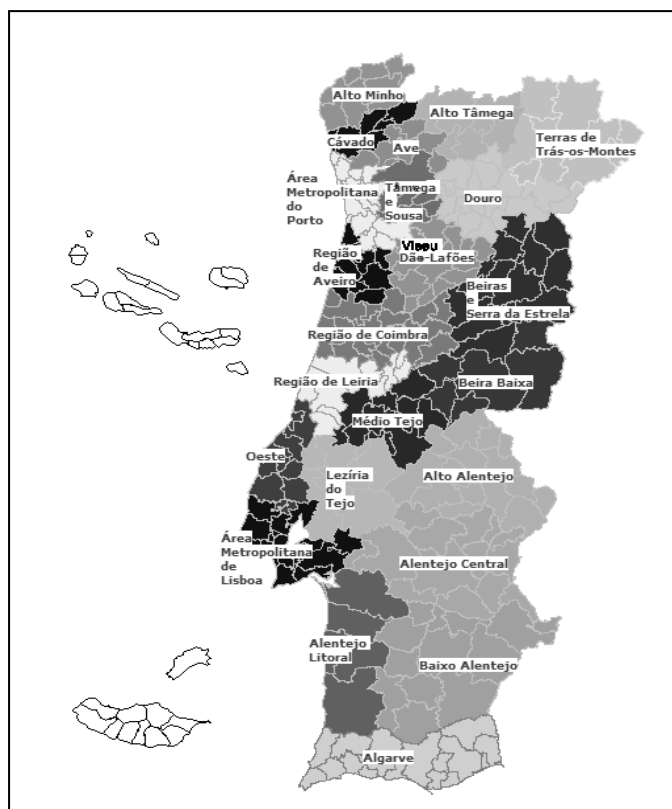 Alto Minho
Alto Tâmega
Terras de
Trás-os-Montes
Cávado
Ave
Área
Metropolitana
do
Porto
Tâmega
e
Sousa
Douro
Região
de
Aveiro
Viseu
Dão-Lafões
Beiras
e
Serra da Estrela
Região de Coimbra
Região de Leiria
Beira Baixa
Médio Tejo
Oeste
Lezíria
do
Tejo
Alto Alentejo
Área
Metropolitana
de
Lisboa
Alentejo Central
Alentejo
Litoral
Baixo Alentejo
Algarve